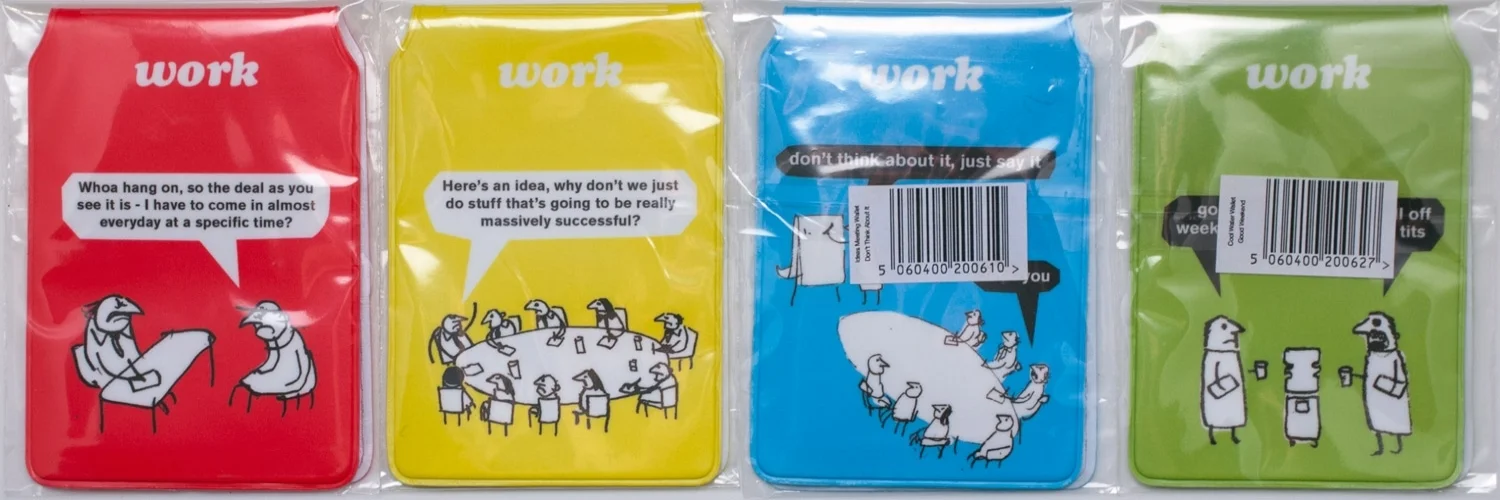 work
Whoa hang on, so the deal as you
see it is - I have to come in almost
everyday at a specific time?
work
Here's an idea, why don't we just
do stuff that's going to be really
massively successful?
work
don't think about it, just say it
Ideas Meeting Wallet
Don't Think About It
5 060400 200610 >
you
work
off
week
tits
Cool Water Wallet
Good Weekend
5 060400 200627 >